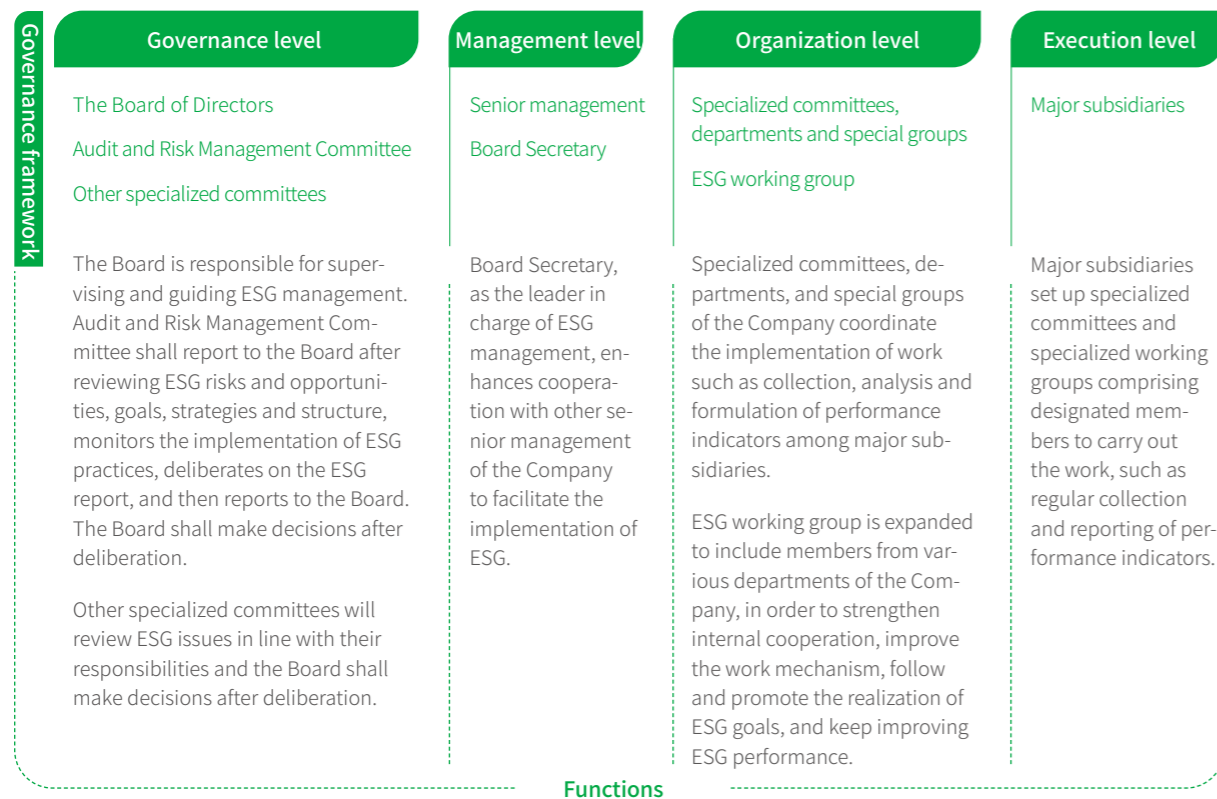 Governance framework
Governance level
The Board of Directors
Audit and Risk Management Committee
Other specialized committees
The Board is responsible for super-
vising and guiding ESG management.
Audit and Risk Management Com-
mittee shall report to the Board after
reviewing ESG risks and opportuni-
ties, goals, strategies and structure,
monitors the implementation of ESG
practices, deliberates on the ESG
report, and then reports to the Board.
The Board shall make decisions after
deliberation.
Other specialized committees will
review ESG issues in line with their
responsibilities and the Board shall
make decisions after deliberation.
Management level
Senior management
Board Secretary
Board Secretary,
as the leader in
charge of ESG
management, en-
hances coopera-
tion with other se-
nior management
of the Company
to facilitate the
implementation of
ESG.
Organization level
Specialized committees,
departments and special groups
ESG working group
Specialized committees, de-
partments, and special groups
of the Company coordinate
the implementation of work
such as collection, analysis and
formulation of performance
indicators among major sub-
sidiaries.
ESG working group is expanded
to include members from var-
ious departments of the Com-
pany, in order to strengthen
internal cooperation, improve
the work mechanism, follow
and promote the realization of
ESG goals, and keep improving
ESG performance.
Execution level
Major subsidiaries
Major subsidiaries
set up specialized
committees and
specialized working
groups comprising
designated mem-
bers to carry out
the work, such as
regular collection
and reporting of per-
formance indicators.
Functions